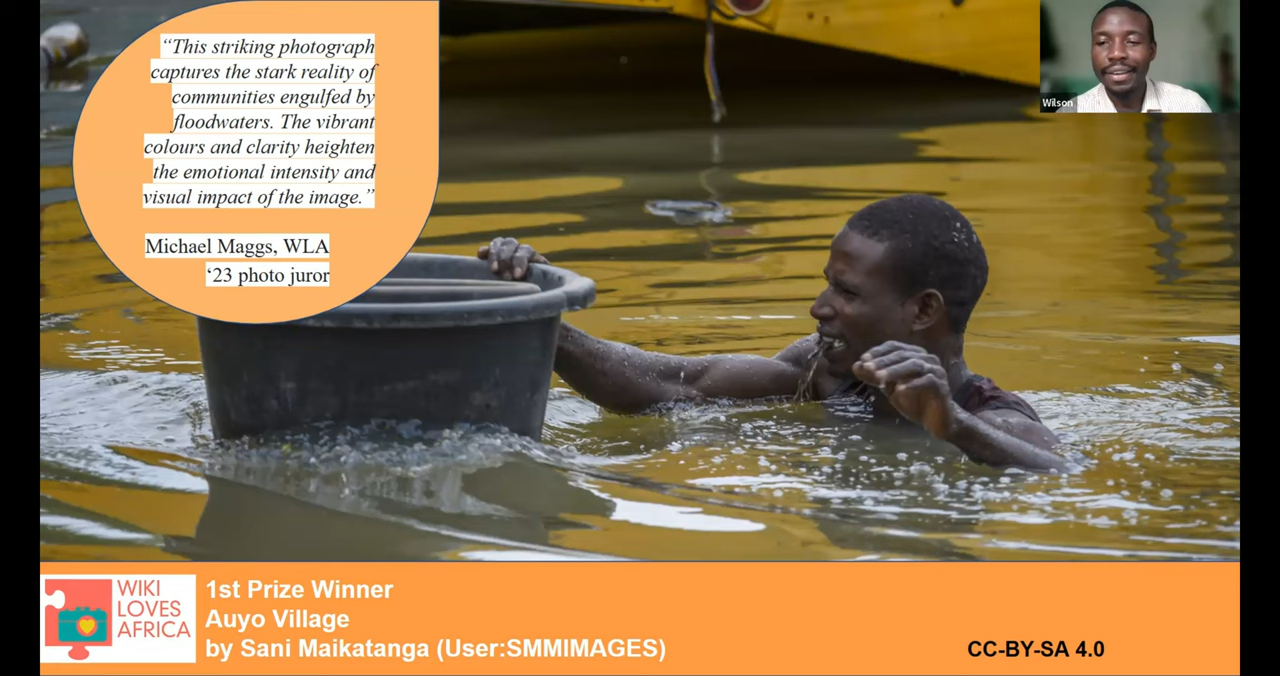 “This striking photograph
captures the stark reality of
communities engulfed by
floodwaters. The vibrant
colours and clarity heighten
the emotional intensity and
visual impact of the image.”
Michael Maggs, WLA
‘23 photo juror
Wilson
WIKI
LOVES
AFRICA
1st Prize Winner
Auyo Village
by Sani Maikatanga (User:SMMIMAGES)
CC-BY-SA 4.0